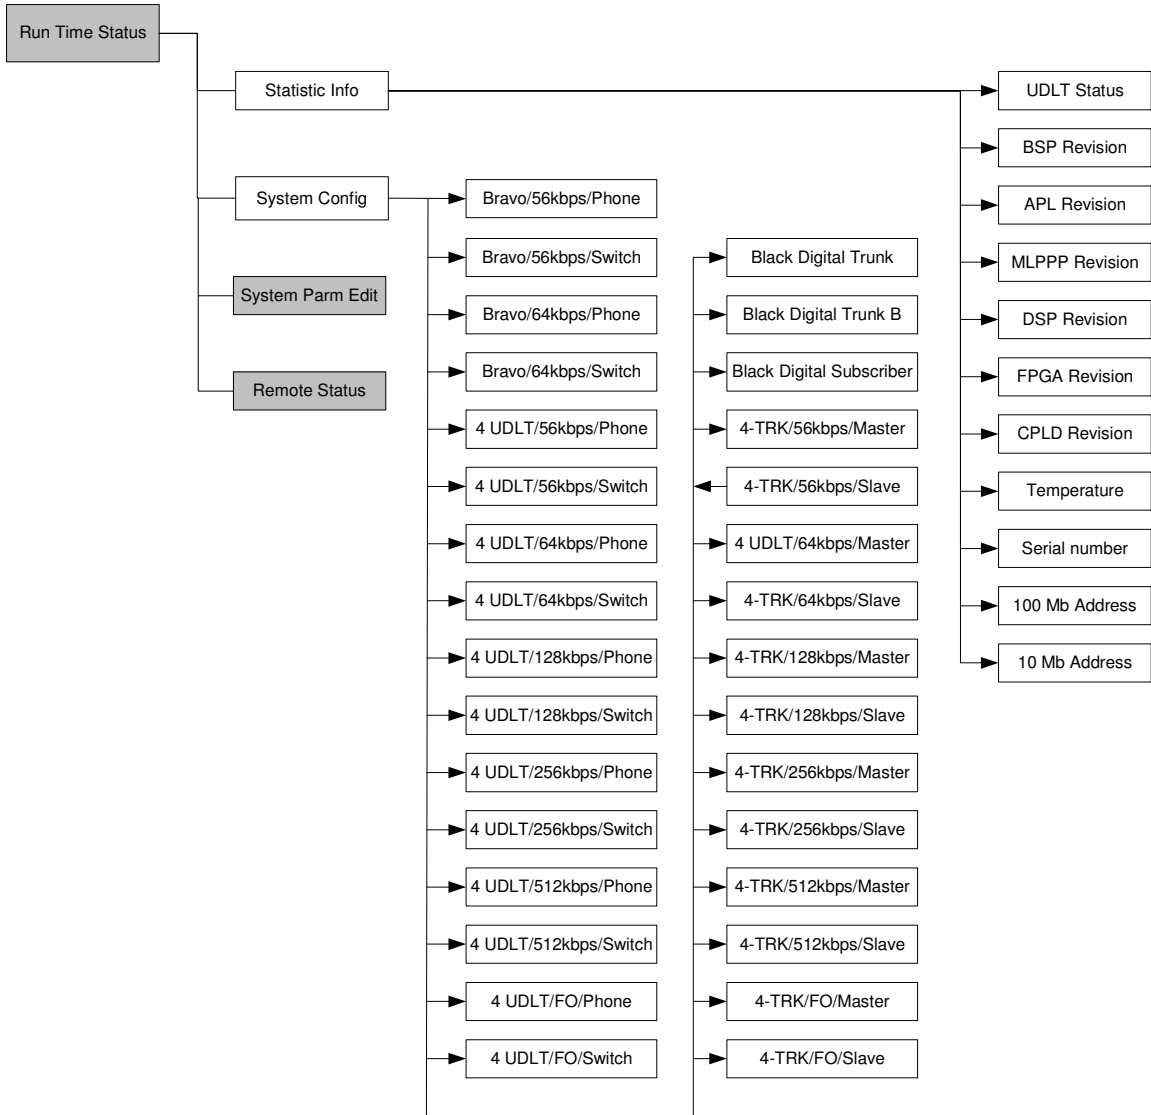 Run Time Status
Statistic Info
System Config
System Parm Edit
Remote Status
Bravo/56kbps/Phone
Bravo/56kbps/Switch
Bravo/64kbps/Phone
Bravo/64kbps/Switch
4 UDLT/56kbps/Phone
4 UDLT/56kbps/Switch
4 UDLT/64kbps/Phone
4 UDLT/64kbps/Switch
4 UDLT/128kbps/Phone
4 UDLT/128kbps/Switch
4 UDLT/256kbps/Phone
4 UDLT/256kbps/Switch
4 UDLT/512kbps/Phone
4 UDLT/512kbps/Switch
4 UDLT/FO/Phone
4 UDLT/FO/Switch
Black Digital Trunk
Black Digital Trunk B
Black Digital Subscriber
4-TRK/56kbps/Master
4-TRK/56kbps/Slave
4 UDLT/64kbps/Master
4-TRK/64kbps/Slave
4-TRK/128kbps/Master
4-TRK/128kbps/Slave
4-TRK/256kbps/Master
4-TRK/256kbps/Slave
4-TRK/512kbps/Master
4-TRK/512kbps/Slave
4-TRK/FO/Master
4-TRK/FO/Slave
UDLT Status
BSP Revision
APL Revision
MLPPP Revision
DSP Revision
FPGA Revision
CPLD Revision
Temperature
Serial number
100 Mb Address
10 Mb Address